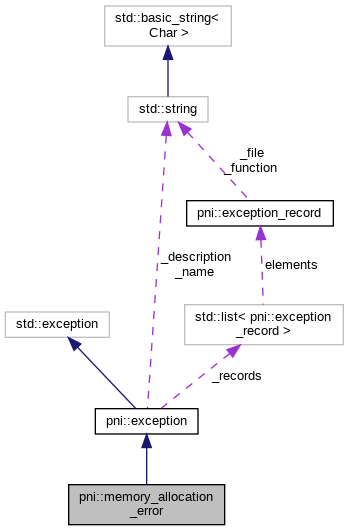 std::basic_string<
Char >
std::string
_file
_function
pni::exception_record
_description
_name
elements
std::exception
std::list< pni::exception
_record >
_records
pni::exception
pni::memory_allocation
_error